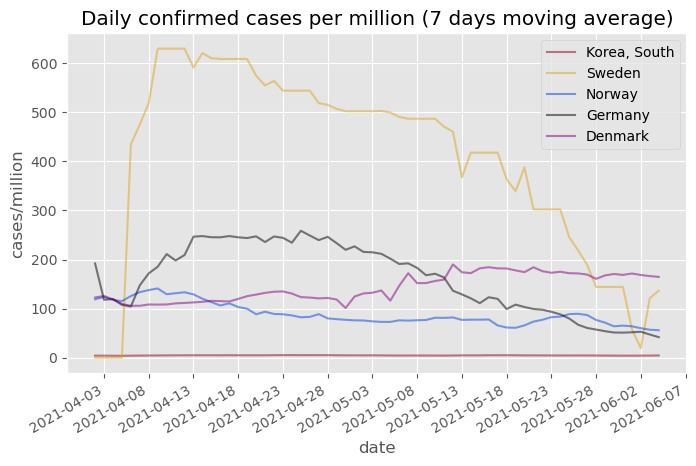 Daily confirmed cases per million (7 days moving average)
Korea, South
Sweden
Norway
Germany
Denmark
cases/million
600
500
400
300
200
100
0
2021-04-03
2021-04-08
2021-04-13
2021-04-18
2021-04-23
2021-04-28
2021-05-03
2021-05-08
2021-05-13
2021-05-18
2021-05-23
2021-05-28
2021-06-02
2021-06-07
date